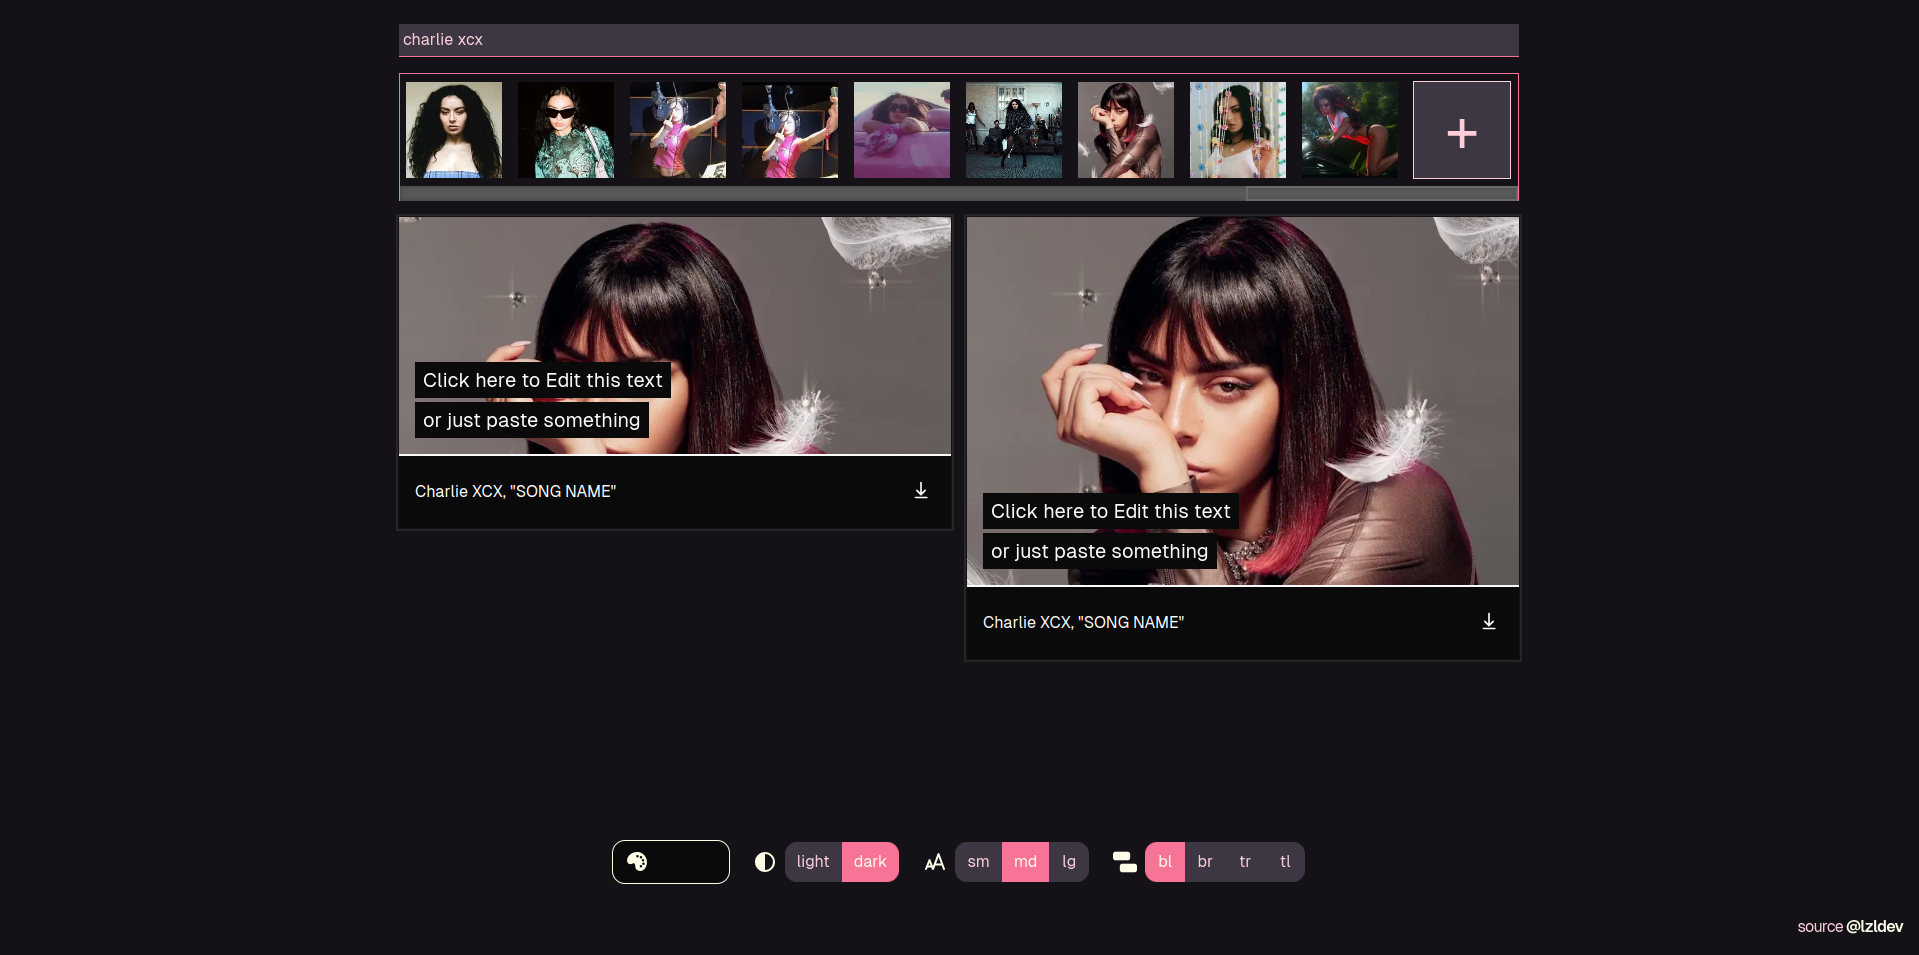 charlie xcx
Click here to Edit this text
or just paste something
Charlie XCX, "SONG NAME"
Click here to Edit this text
or just paste something
Charlie XCX, "SONG NAME"
light dark
sm md lg
bl br tr tl
source @lzldev